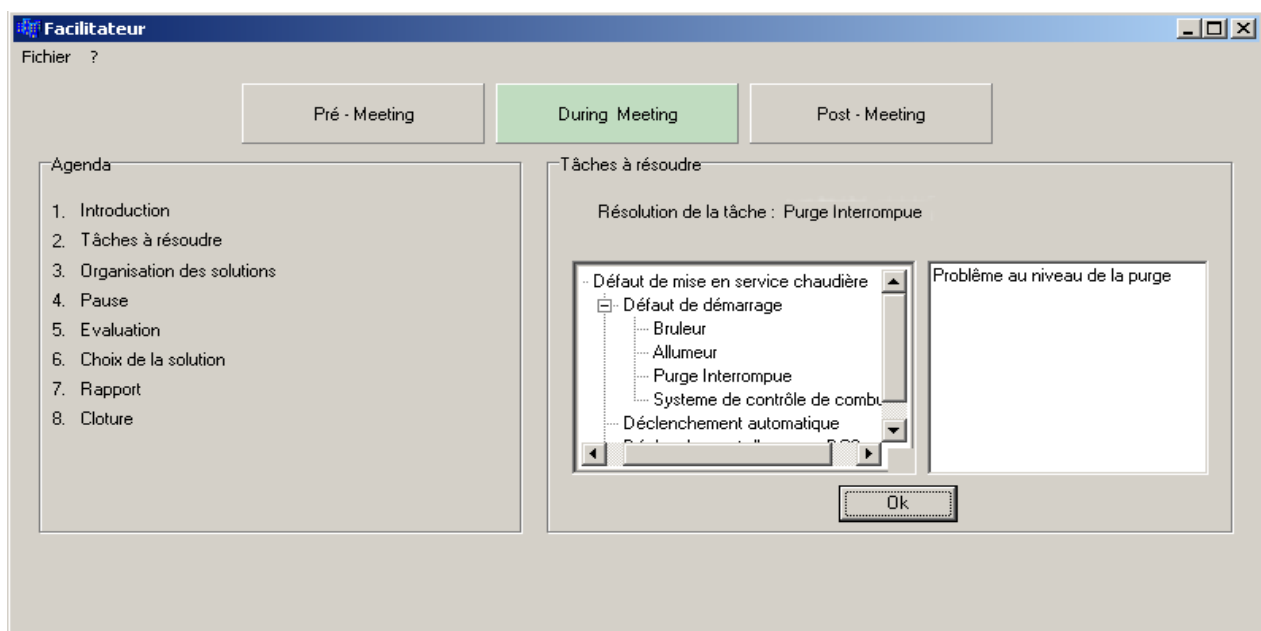 Facilitateur
Fichier ?
Pré - Meeting
During Meeting
Post - Meeting
Agenda
1. Introduction
2. Tâches à résoudre
3. Organisation des solutions
4. Pause
5. Evaluation
6. Choix de la solution
7. Rapport
8. Cloture
Tâches à résoudre
Résolution de la tâche : Purge Interrompue
Défaut de mise en service chaudière
Défaut de démarrage
Bruleur
Allumeur
Purge Interrompue
Systeme de contrôle de combu
Déclenchement automatique
Problême au niveau de la purge
Ok